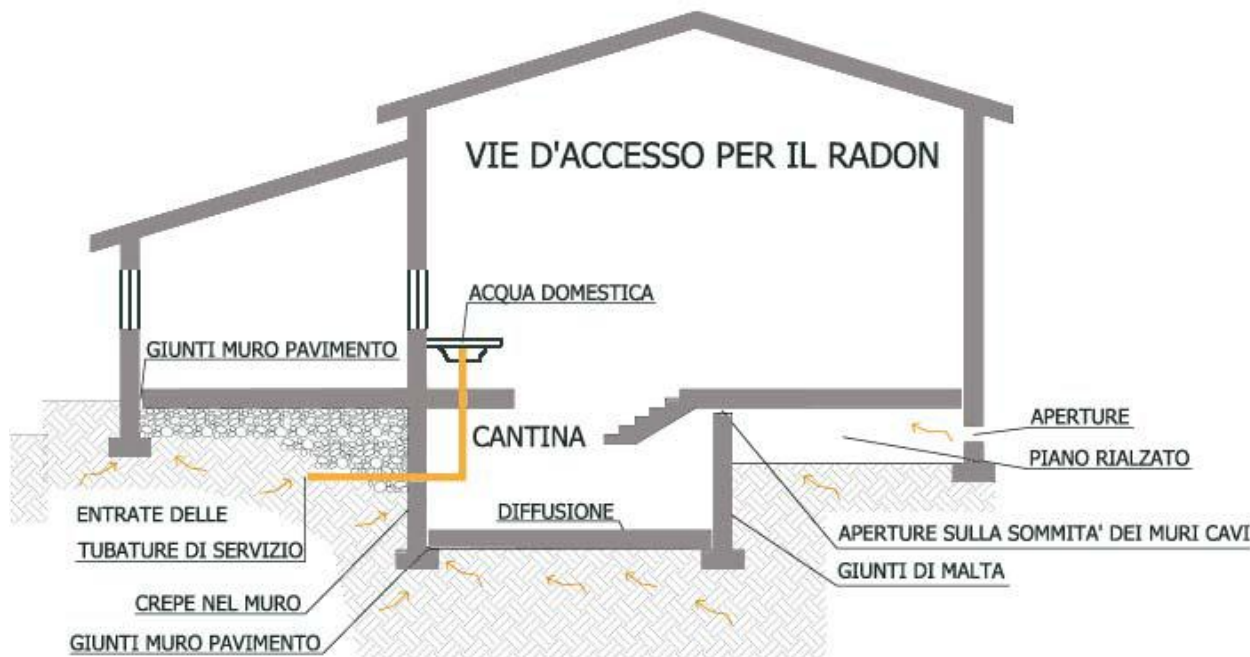 VIE D'ACCESSO PER IL RADON
ACQUA DOMESTICA
GIUNTI MURO PAVIMENTO
CANTINA
APERTURE
PIANO RIALZATO
ENTRATE DELLE
TUBATURE DI SERVIZIO
DIFFUSIONE
APERTURE SULLA SOMMITA' DEI MURI CAVI
GIUNTI DI MALTA
CREPE NEL MURO
GIUNTI MURO PAVIMENTO